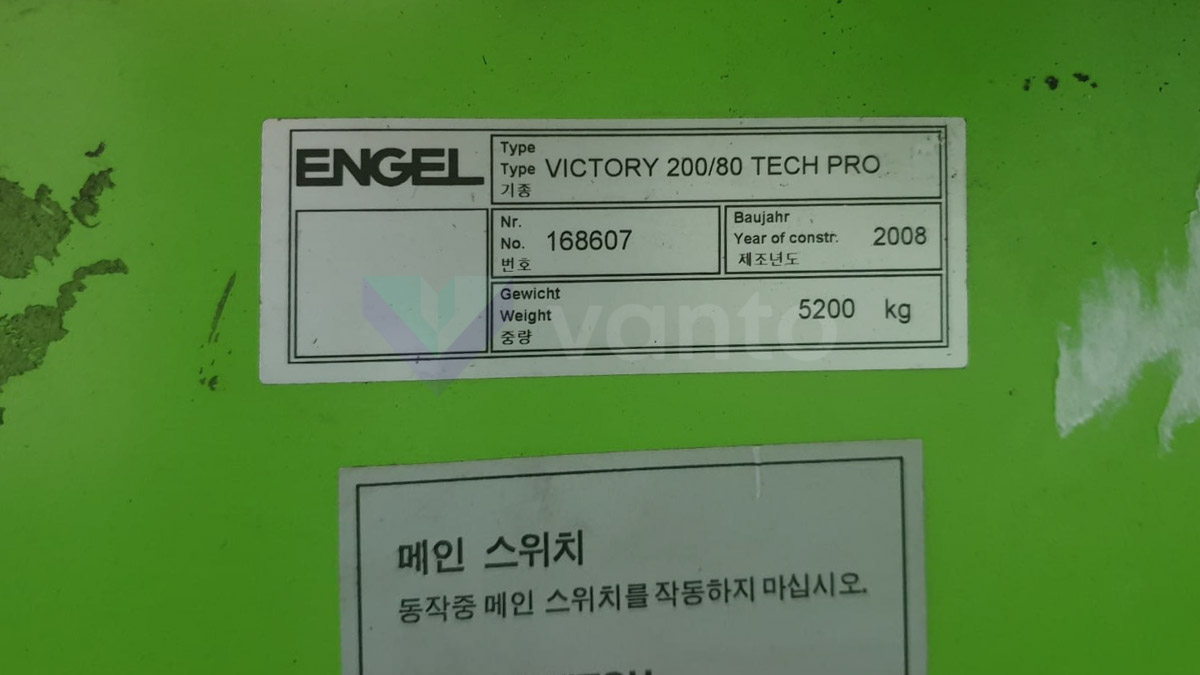 ENGEL
Type
Type VICTORY 200/80 TECH PRO
기종
Nr.
No. 168607
번호
Baujahr
Year of constr. 2008
제조년도
Gewicht
Weight 5200 kg
중량
vanto
메인 스위치
동작중 메인 스위치를 작동하지 마십시오.